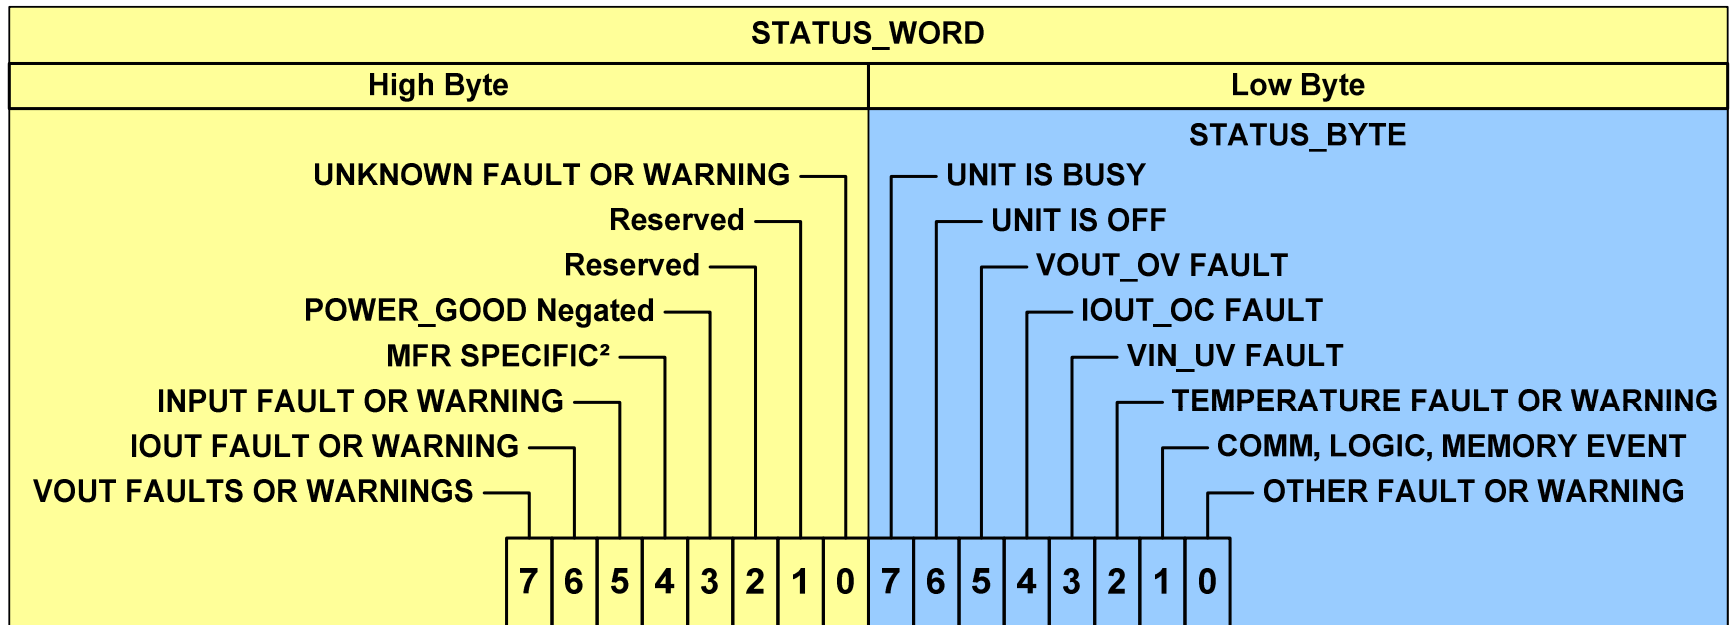 STATUS_WORD
High Byte
Low Byte
STATUS_BYTE
UNKNOWN FAULT OR WARNING
UNIT IS BUSY
Reserved
UNIT IS OFF
Reserved
VOUT_OV FAULT
POWER_GOOD Negated
IOUT_OC FAULT
MFR SPECIFIC²
VIN_UV FAULT
INPUT FAULT OR WARNING
TEMPERATURE FAULT OR WARNING
IOUT FAULT OR WARNING
COMM, LOGIC, MEMORY EVENT
VOUT FAULTS OR WARNINGS
OTHER FAULT OR WARNING
7 6 5 4 3 2 1 0 7 6 5 4 3 2 1 0